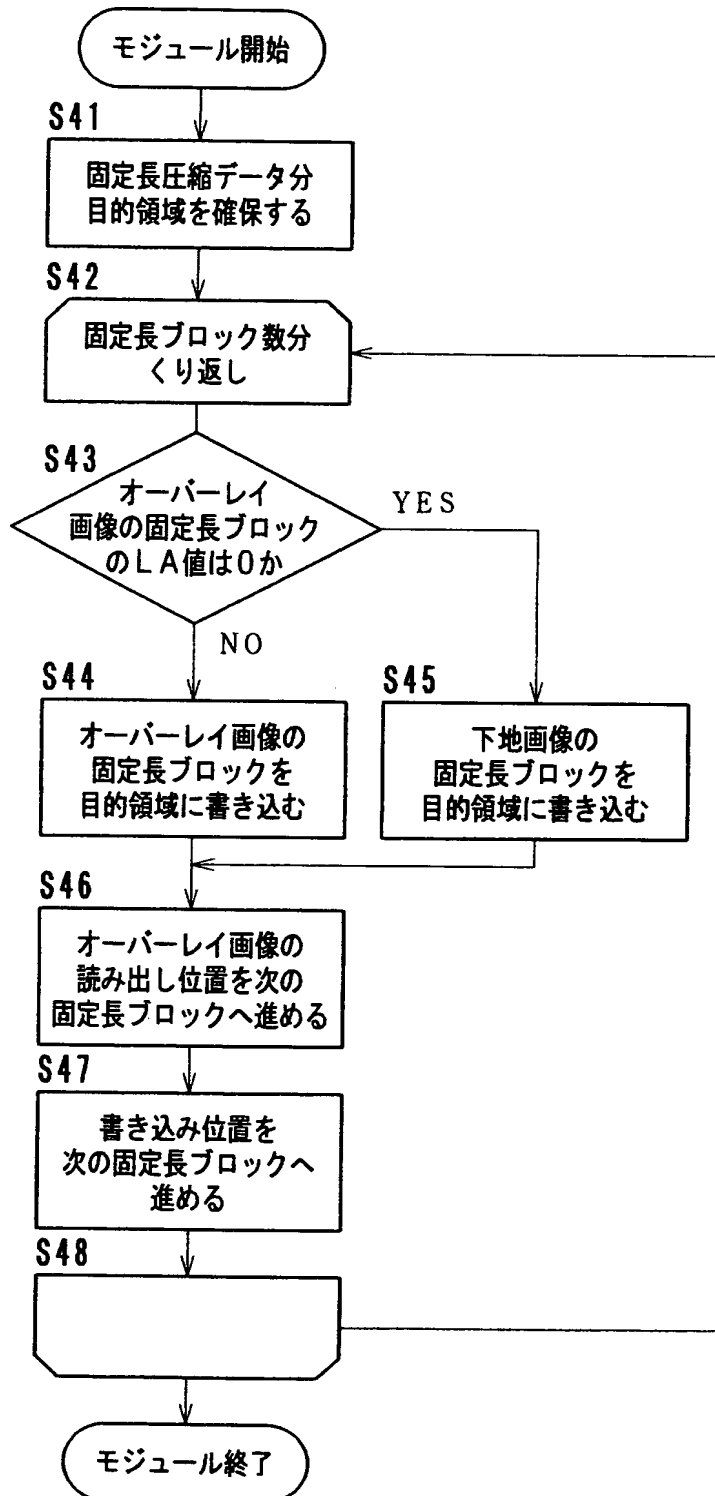 モジュール開始
S41
固定長圧縮データ分
目的領域を確保する
S42
固定長ブロック数分
くり返し
S43
オーバーレイ
画像の固定長ブロック
のLA値は0か
YES
NO
S44
オーバーレイ画像の
固定長ブロックを
目的領域に書き込む
S45
下地画像の
固定長ブロックを
目的領域に書き込む
S46
オーバーレイ画像の
読み出し位置を次の
固定長ブロックへ進める
S47
書き込み位置を
次の固定長ブロックへ
進める
S48
モジュール終了